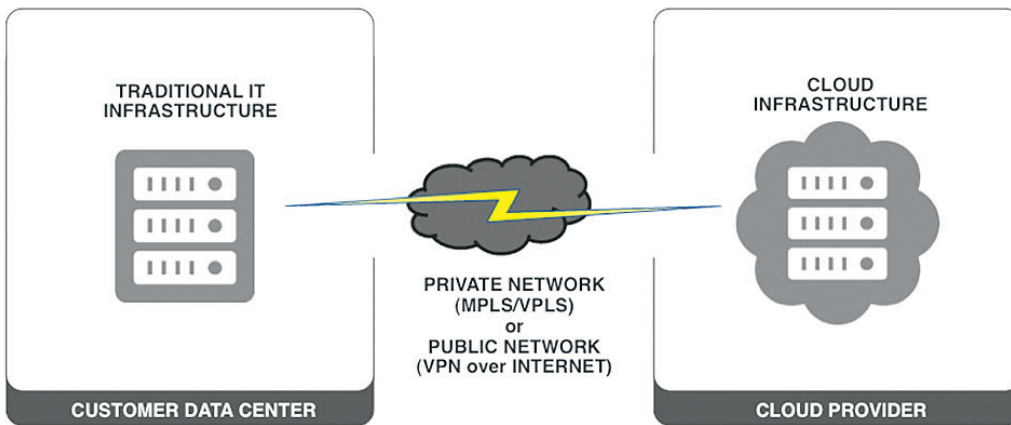 TRADITIONAL IT
INFRASTRUCTURE
CLOUD
INFRASTRUCTURE
PRIVATE NETWORK
(MPLS/VPLS)
or
PUBLIC NETWORK
(VPN over INTERNET)
CUSTOMER DATA CENTER
CLOUD PROVIDER